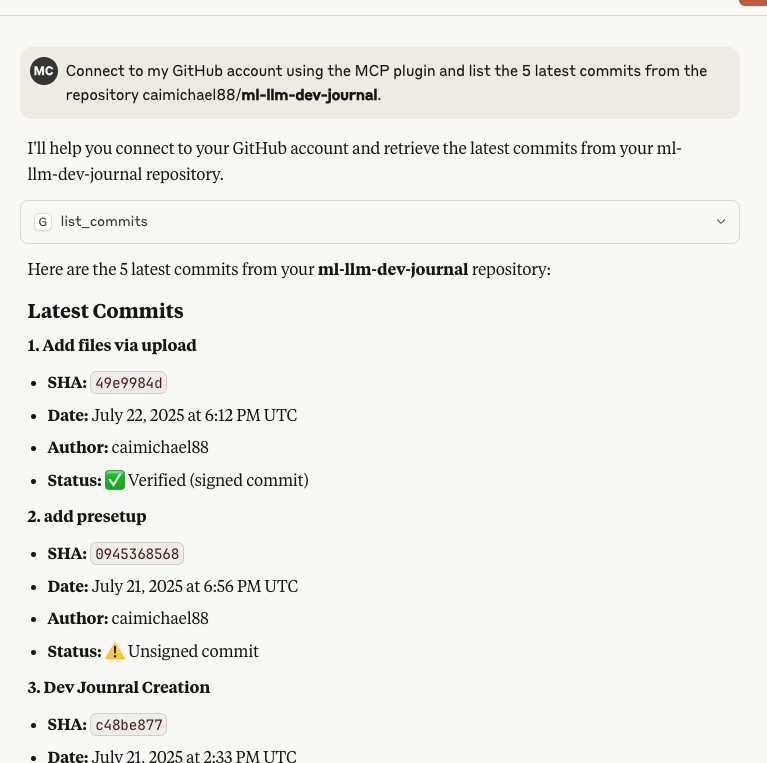 MC
Connect to my GitHub account using the MCP plugin and list the 5 latest commits from the
repository caimichael88/ml-llm-dev-journal.
I'll help you connect to your GitHub account and retrieve the latest commits from your ml-
llm-dev-journal repository.
G list_commits
Here are the 5 latest commits from your ml-llm-dev-journal repository:
Latest Commits
1. Add files via upload
• SHA: 49e9984d
• Date: July 22, 2025 at 6:12 PM UTC
• Author: caimichael88
• Status: ✅ Verified (signed commit)
2. add presetup
• SHA: 0945368568
• Date: July 21, 2025 at 6:56 PM UTC
• Author: caimichael88
• Status: ⚠️ Unsigned commit
3. Dev Jounral Creation
• SHA: c48be877
• Date: July 21, 2025 at 2:33 PM UTC